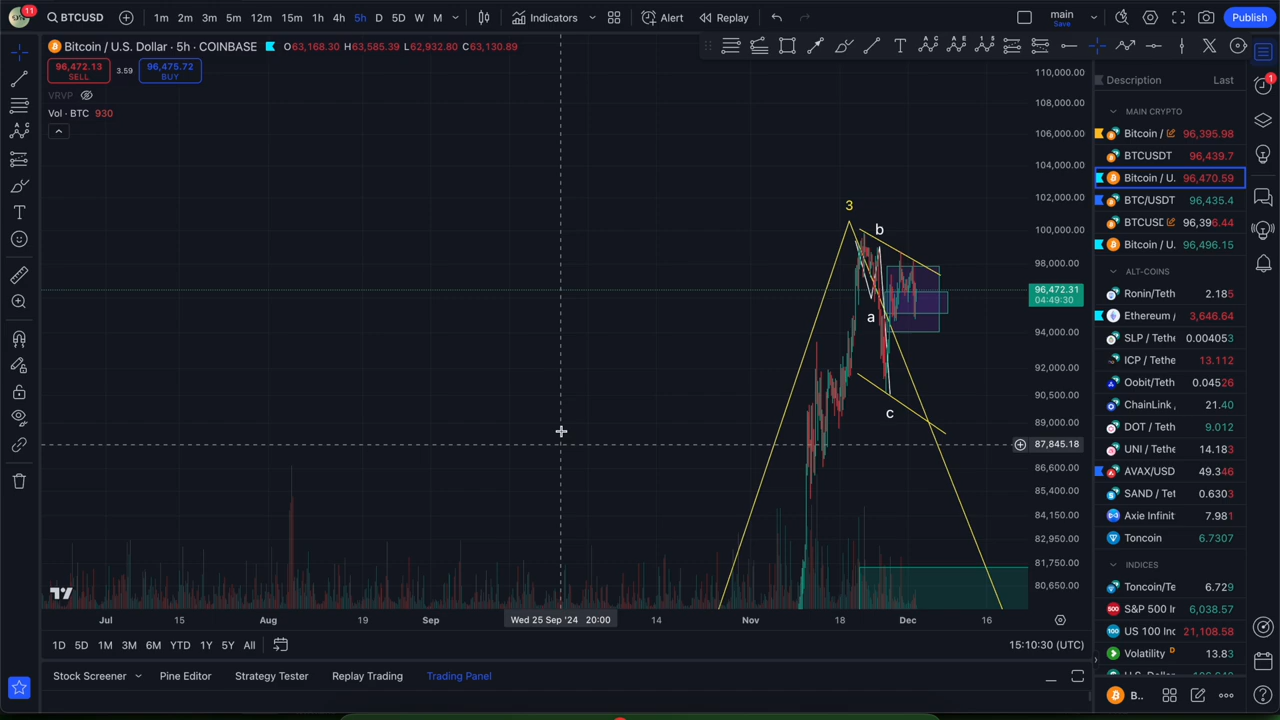 11
BTCUSD
1m 2m 3m 5m 12m 15m 1h 4h 5h D 5D W M
Indicators
Alert
Replay
main
Save
Publish
Bitcoin / U.S. Dollar · 5h · COINBASE
O63,168.30 H63,585.39 L62,932.80 C63,130.89
96,472.13
SELL
3.59
96,475.72
BUY
VRVP
Vol · BTC 930
3
b
a
c
110,000.00
108,000.00
106,000.00
104,000.00
102,000.00
100,000.00
98,000.00
96,472.31
04:49:30
94,000.00
92,000.00
90,500.00
89,000.00
87,845.18
86,600.00
85,400.00
84,150.00
82,950.00
81,750.00
80,650.00
Jul 15 Aug 19 Sep Wed 25 Sep '24 20:00 14 Nov 18 Dec 16
1D 5D 1M 3M 6M YTD 1Y 5Y All
15:10:30 (UTC)
Stock Screener Pine Editor Strategy Tester Replay Trading Trading Panel
Description Last
MAIN CRYPTO
Bitcoin / 96,395.98
BTCUSDT 96,439.7
Bitcoin / U. 96,470.59
BTC/USDT 96,435.4
BTCUSD 96,396.44
Bitcoin / U. 96,496.15
ALT-COINS
Ronin/Teth 2.185
Ethereum / 3,646.64
SLP / Tethe 0.004053
ICP / Tethe 13.112
Oobit/Teth 0.04526
ChainLink 21.40
DOT / Teth 9.012
UNI / Teth 14.183
AVAX/USD 49.346
SAND / Tet 0.6303
Axie Infinit 7.981
Toncoin 6.7307
INDICES
Toncoin/Te 6.729
S&P 500 In 6,038.57
US 100 Ind 21,108.58
Volatility D 13.83
B...
1